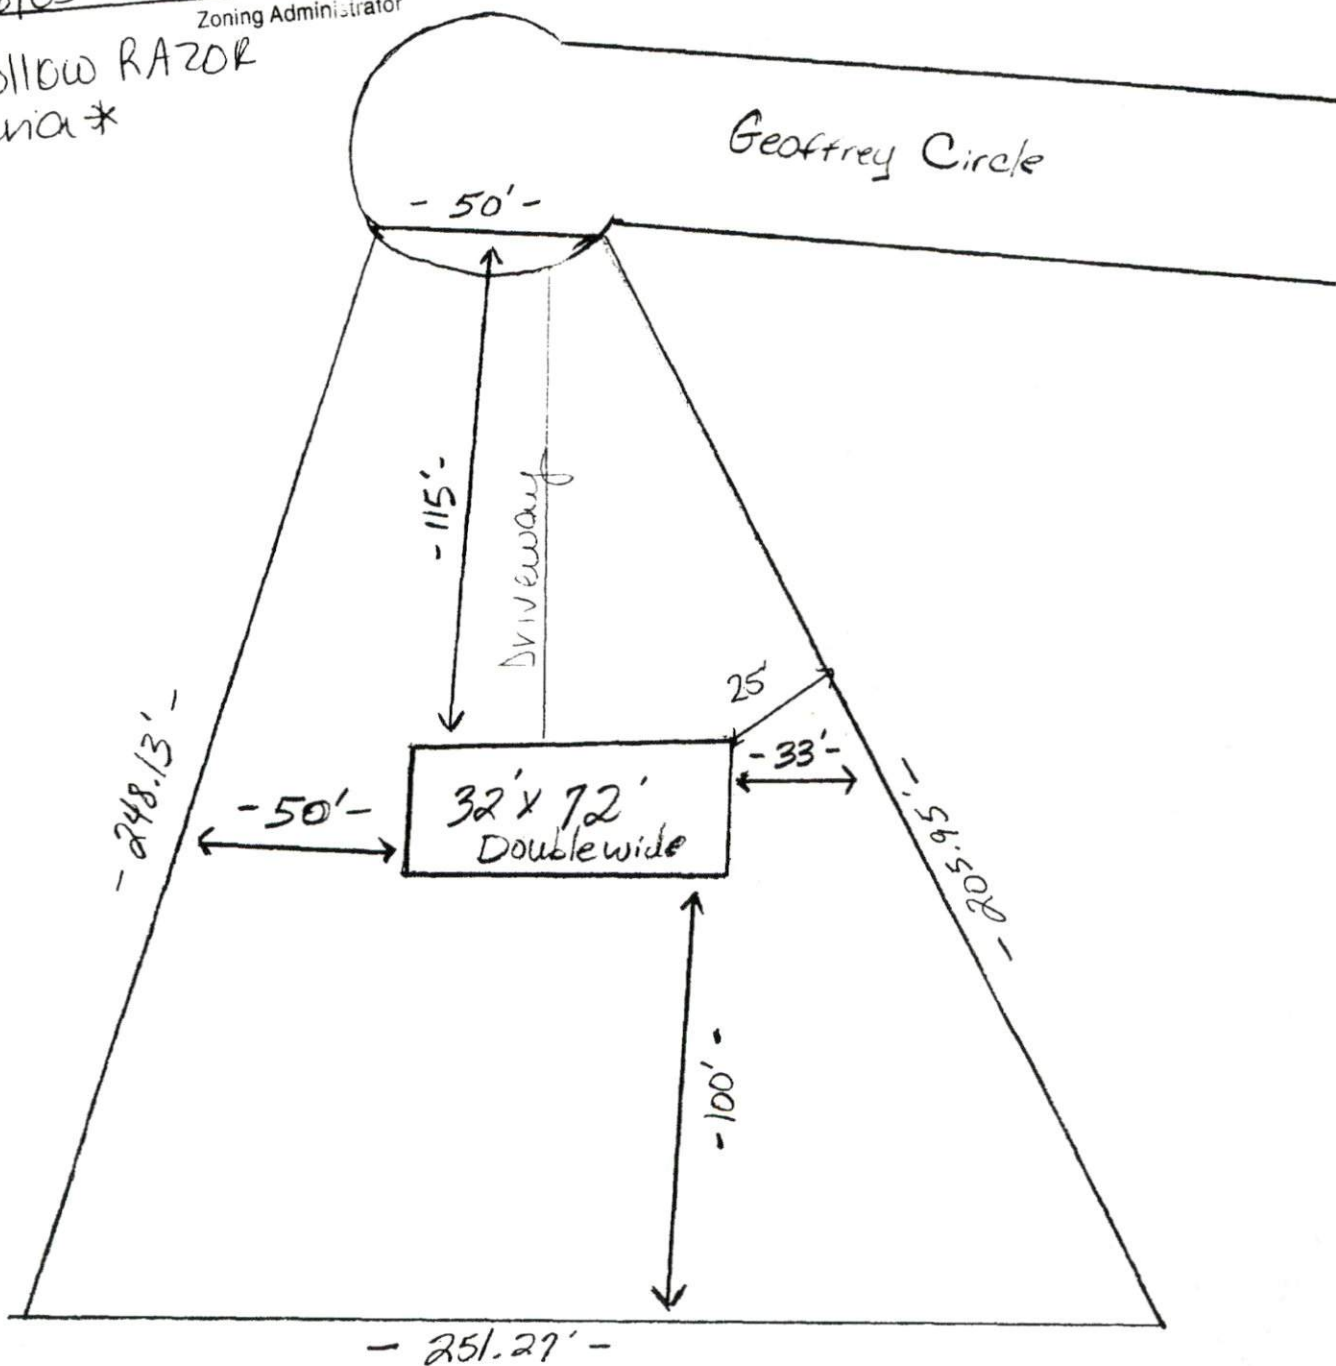 Zoning Administrator
RAZOR
Geoffrey Circle
- 50' -
- 115' -
Driveway
25'
- 33' -
- 248.13' -
- 50' -
32' x 72'
Doublewide
- 205.95' -
- 100' -
- 251.27' -